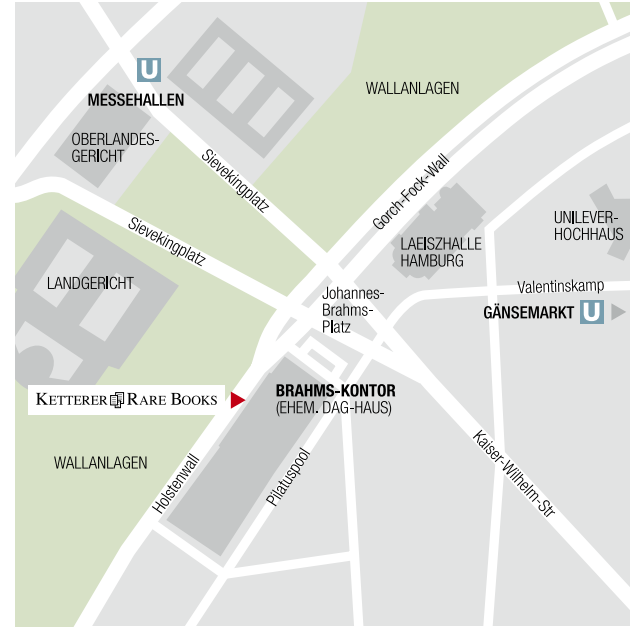 U
MESSEHALLEN
WALLANLAGEN
OBERLANDES-
GERICHT
Sievekingplatz
Gorch-Fock-Wall
Sievekingplatz
UNILEVER-
HOCHHAUS
LAEISZHALLE
HAMBURG
LANDGERICHT
Johannes-
Brahms-
Platz
Valentinskamp
GÄNSEMARKT U
KETTERER RARE BOOKS
BRAHMS-KONTOR
(EHEM. DAG-HAUS)
WALLANLAGEN
Holstenwall
Pilatuspool
Kaiser-Wilhelm-Str